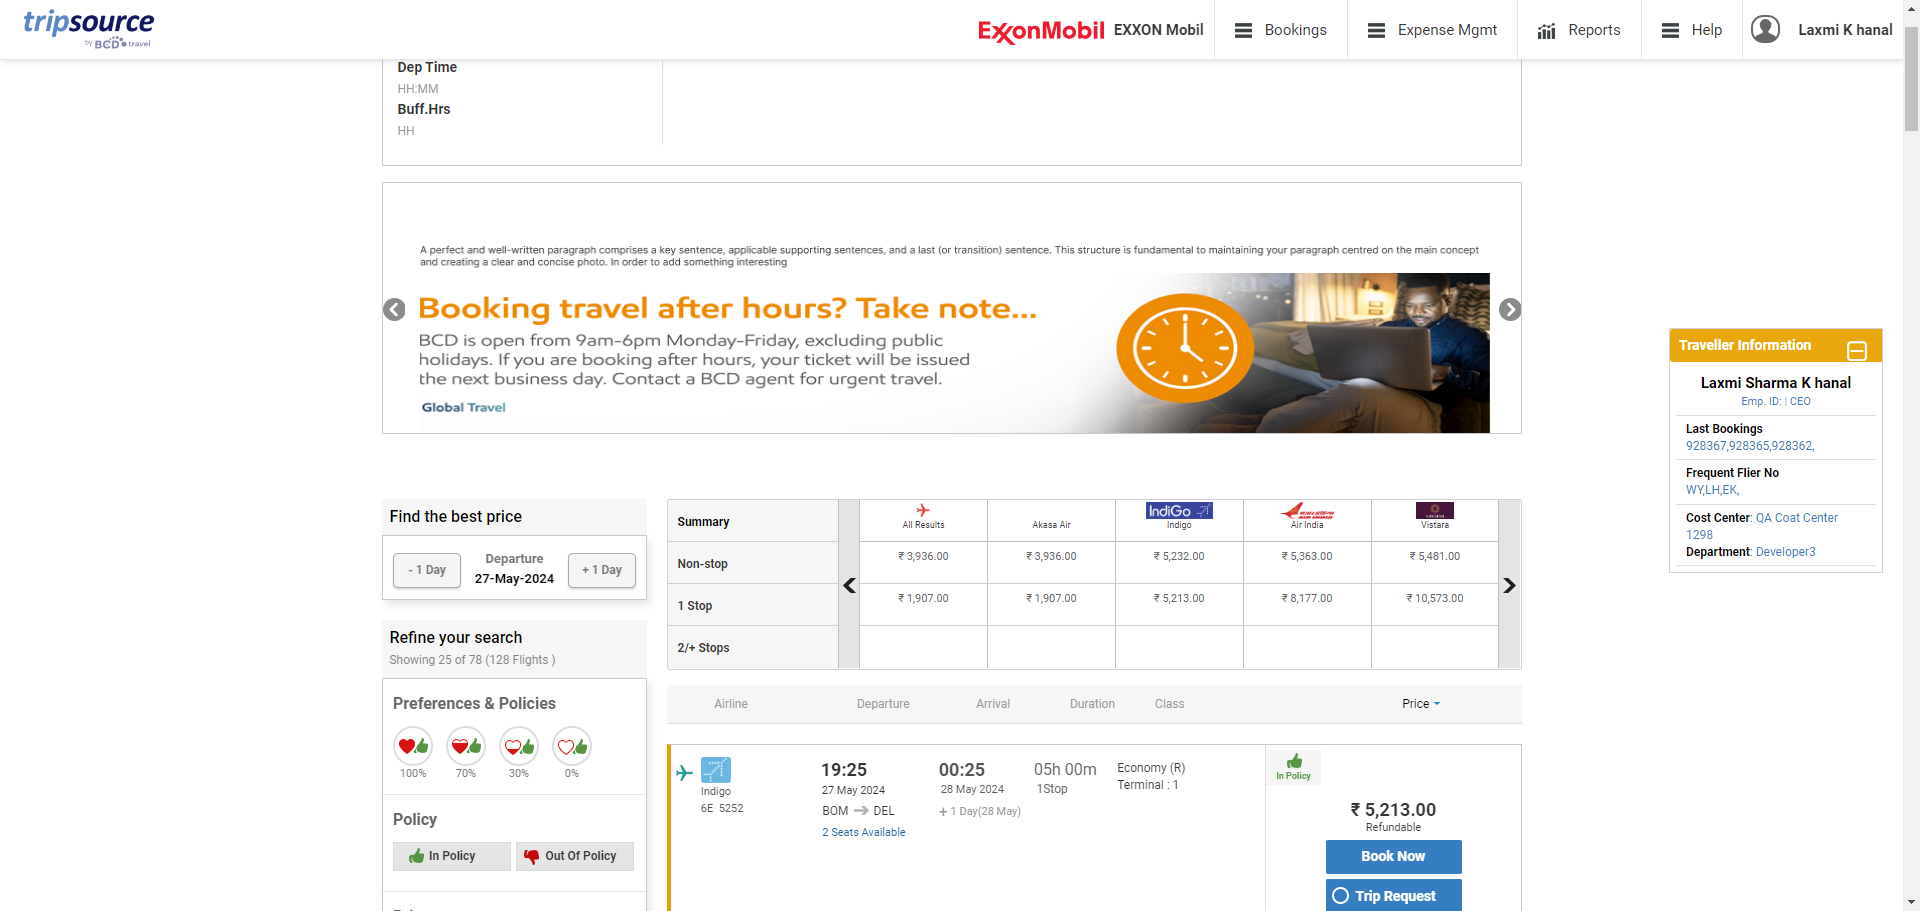 tripsource
by BCD travel
ExxonMobil EXXON Mobil
Bookings
Expense Mgmt
Reports
Help
Laxmi K hanal
Dep Time
HH:MM
Buff.Hrs
HH
A perfect and well-written paragraph comprises a key sentence, applicable supporting sentences, and a last (or transition) sentence. This structure is fundamental to maintaining your paragraph centred on the main concept
and creating a clear and concise photo. In order to add something interesting
Booking travel after hours? Take note...
BCD is open from 9am-6pm Monday-Friday, excluding public
holidays. If you are booking after hours, your ticket will be issued
the next business day. Contact a BCD agent for urgent travel.
Global Travel
Traveller Information
Laxmi Sharma K hanal
Emp. ID: | CEO
Last Bookings
928367,928365,928362,
Frequent Flier No
WY,LH,EK,
Cost Center: QA Coat Center
1298
Department: Developer3
Find the best price
- 1 Day
Departure
27-May-2024
+ 1 Day
Refine your search
Showing 25 of 78 (128 Flights )
Preferences & Policies
100% 70% 30% 0%
Policy
In Policy
Out Of Policy
Summary
All Results
Akasa Air
IndiGo
Indigo
AIR INDIA
Air India
Vistara
Non-stop ₹ 3,936.00 ₹ 3,936.00 ₹ 5,232.00 ₹ 5,363.00 ₹ 5,481.00
1 Stop ₹ 1,907.00 ₹ 1,907.00 ₹ 5,213.00 ₹ 8,177.00 ₹ 10,573.00
2/+ Stops
Airline Departure Arrival Duration Class Price
Indigo
6E 5252
19:25
27 May 2024
BOM DEL
2 Seats Available
00:25
28 May 2024
+ 1 Day(28 May)
05h 00m
1Stop
Economy (R)
Terminal : 1
In Policy
₹ 5,213.00
Refundable
Book Now
Trip Request